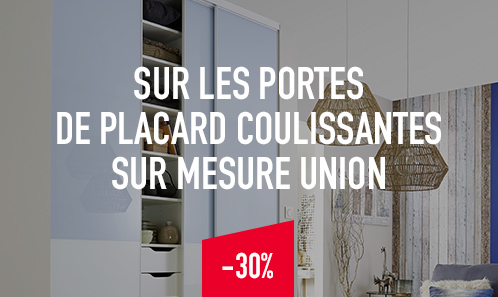 SUR LES PORTES
DE PLACARD COULISSANTES
SUR MESURE UNION
-30%